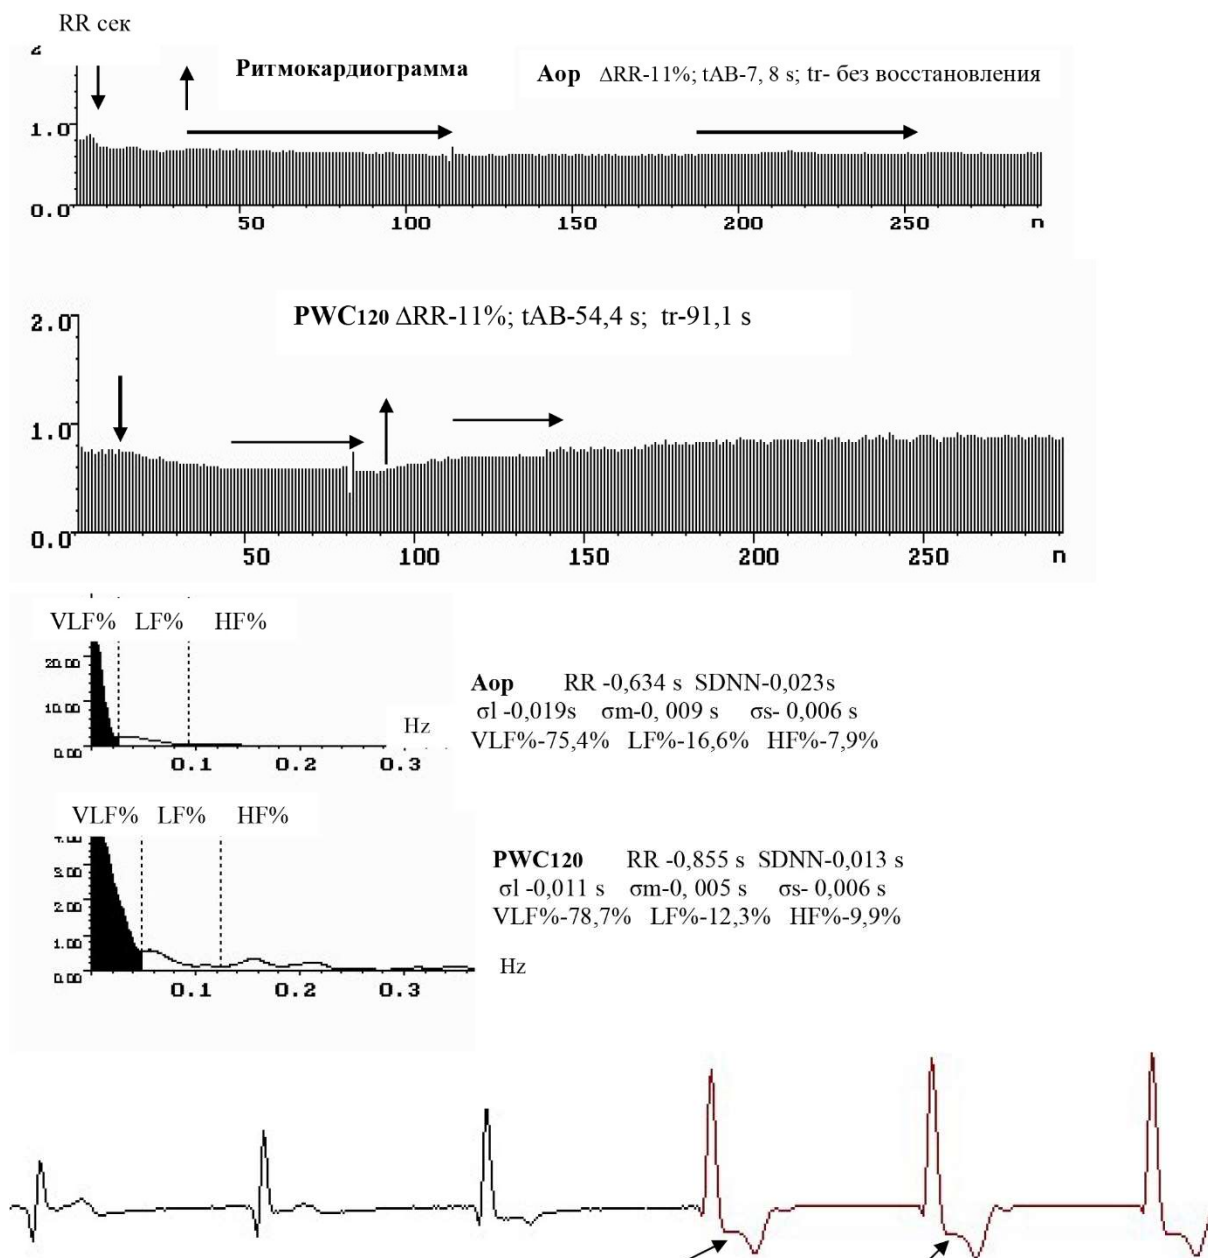 RR сек
2
Ритмокардиограмма
Аор ΔRR-11%; tAB-7, 8 s; tr- без восстановления
1.0
0.0
50 100 150 200 250 n
2.0
PWC120 ΔRR-11%; tAB-54,4 s; tr-91,1 s
1.0
0.0
50 100 150 200 250 n
VLF% LF% HF%
20.00
10.00
0.00
0.1 0.2 0.3
Hz
Аор RR -0,634 s SDNN-0,023s
σl -0,019s σm-0, 009 s σs- 0,006 s
VLF%-75,4% LF%-16,6% HF%-7,9%
VLF% LF% HF%
4.00
3.00
2.00
1.00
0.00
0.1 0.2 0.3
Hz
PWC120 RR -0,855 s SDNN-0,013 s
σl -0,011 s σm-0, 005 s σs- 0,006 s
VLF%-78,7% LF%-12,3% HF%-9,9%